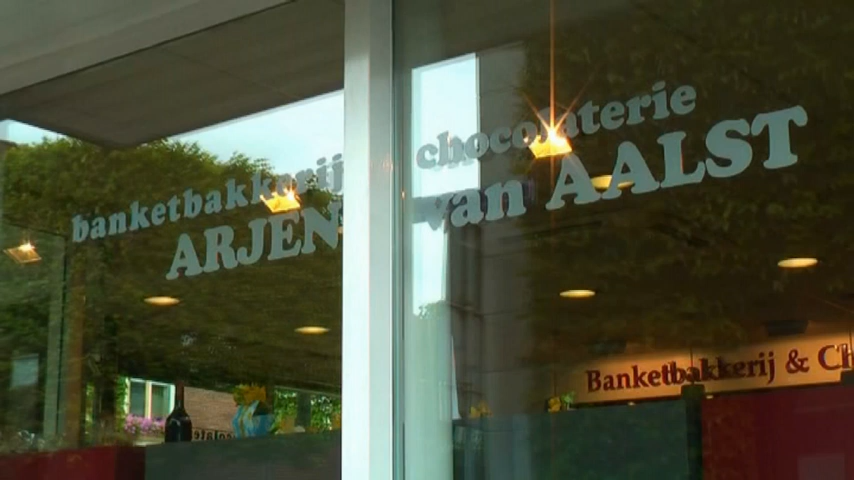 banketbakkerij chocolaterie
ARJEN van AALST
Banketbakkerij & Ch